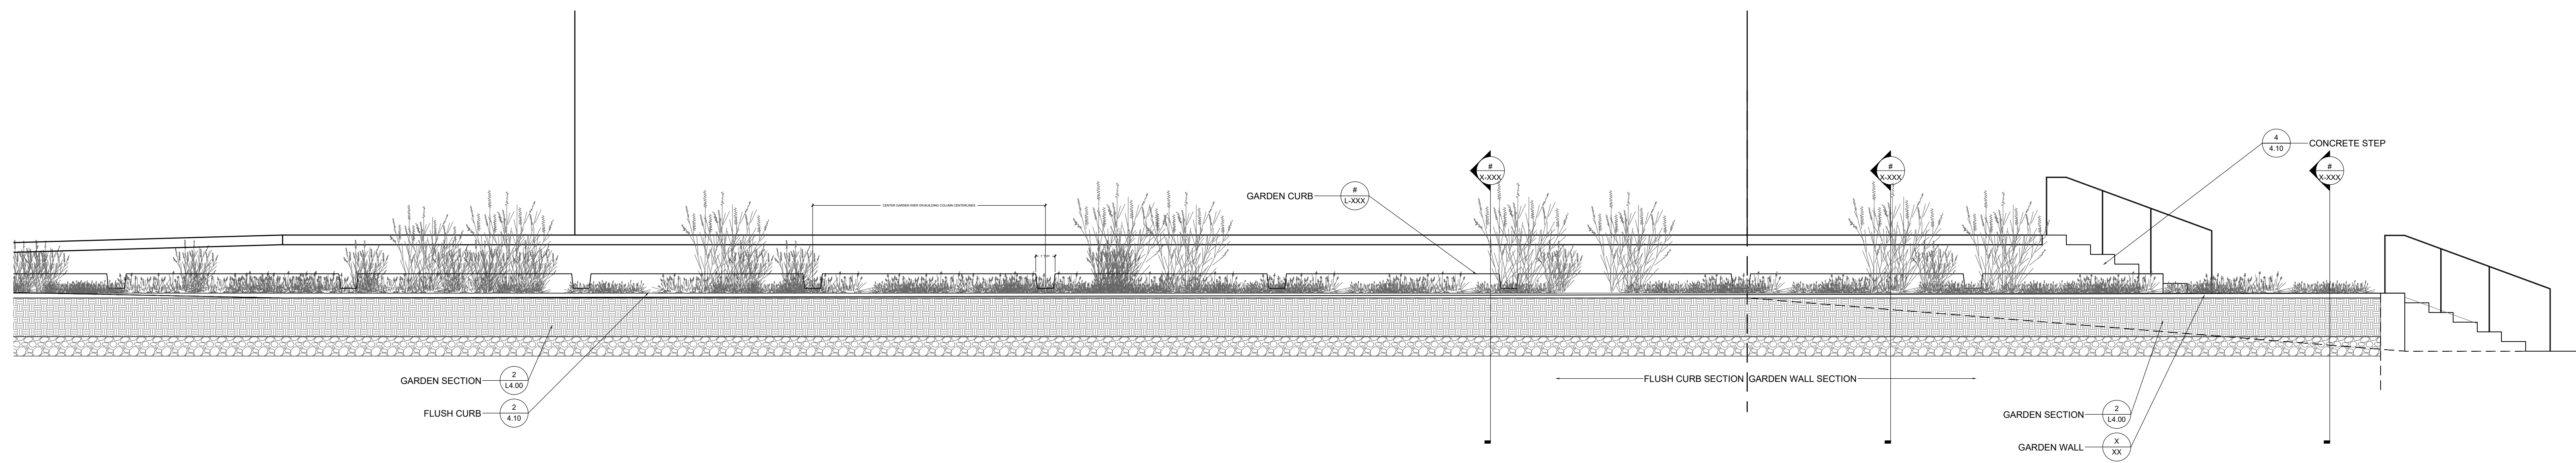 4
4.10
CONCRETE STEP
#
X-XXX
#
X-XXX
#
X-XXX
GARDEN CURB
#
L-XXX
CENTER GARDEN WEIR ON BUILDING COLUMN CENTERLINES
FLUSH CURB SECTION
GARDEN WALL SECTION
GARDEN SECTION
2
L4.00
FLUSH CURB
2
4.10
GARDEN SECTION
2
L4.00
GARDEN WALL
X
XX